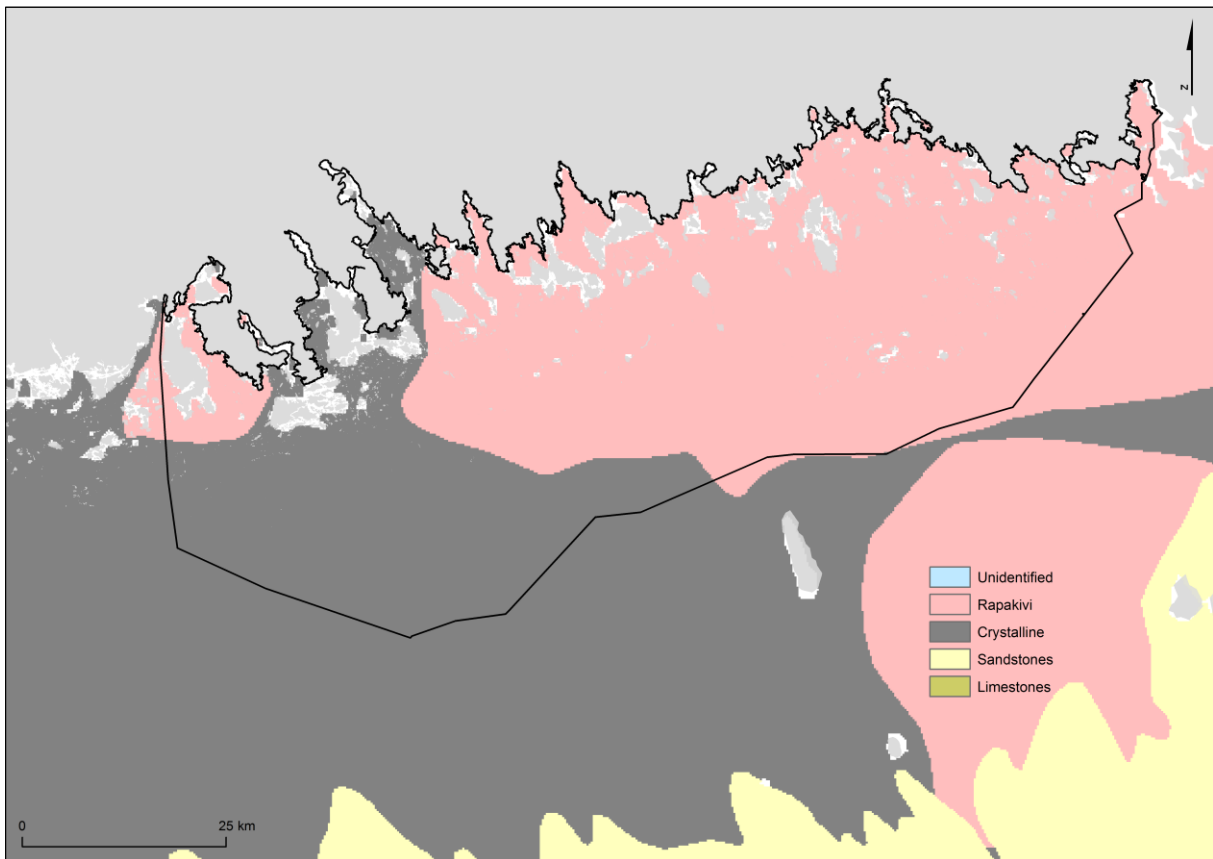 N
Unidentified
Rapakivi
Crystalline
Sandstones
Limestones
0 25 km